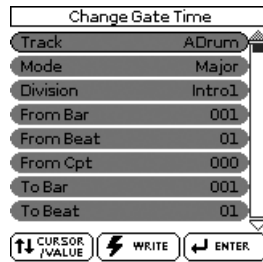 Change Gate Time
Track ADrum
Mode Major
Division Intro1
From Bar 001
From Beat 01
From Cpt 000
To Bar 001
To Beat 01
CURSOR /VALUE WRITE ENTER